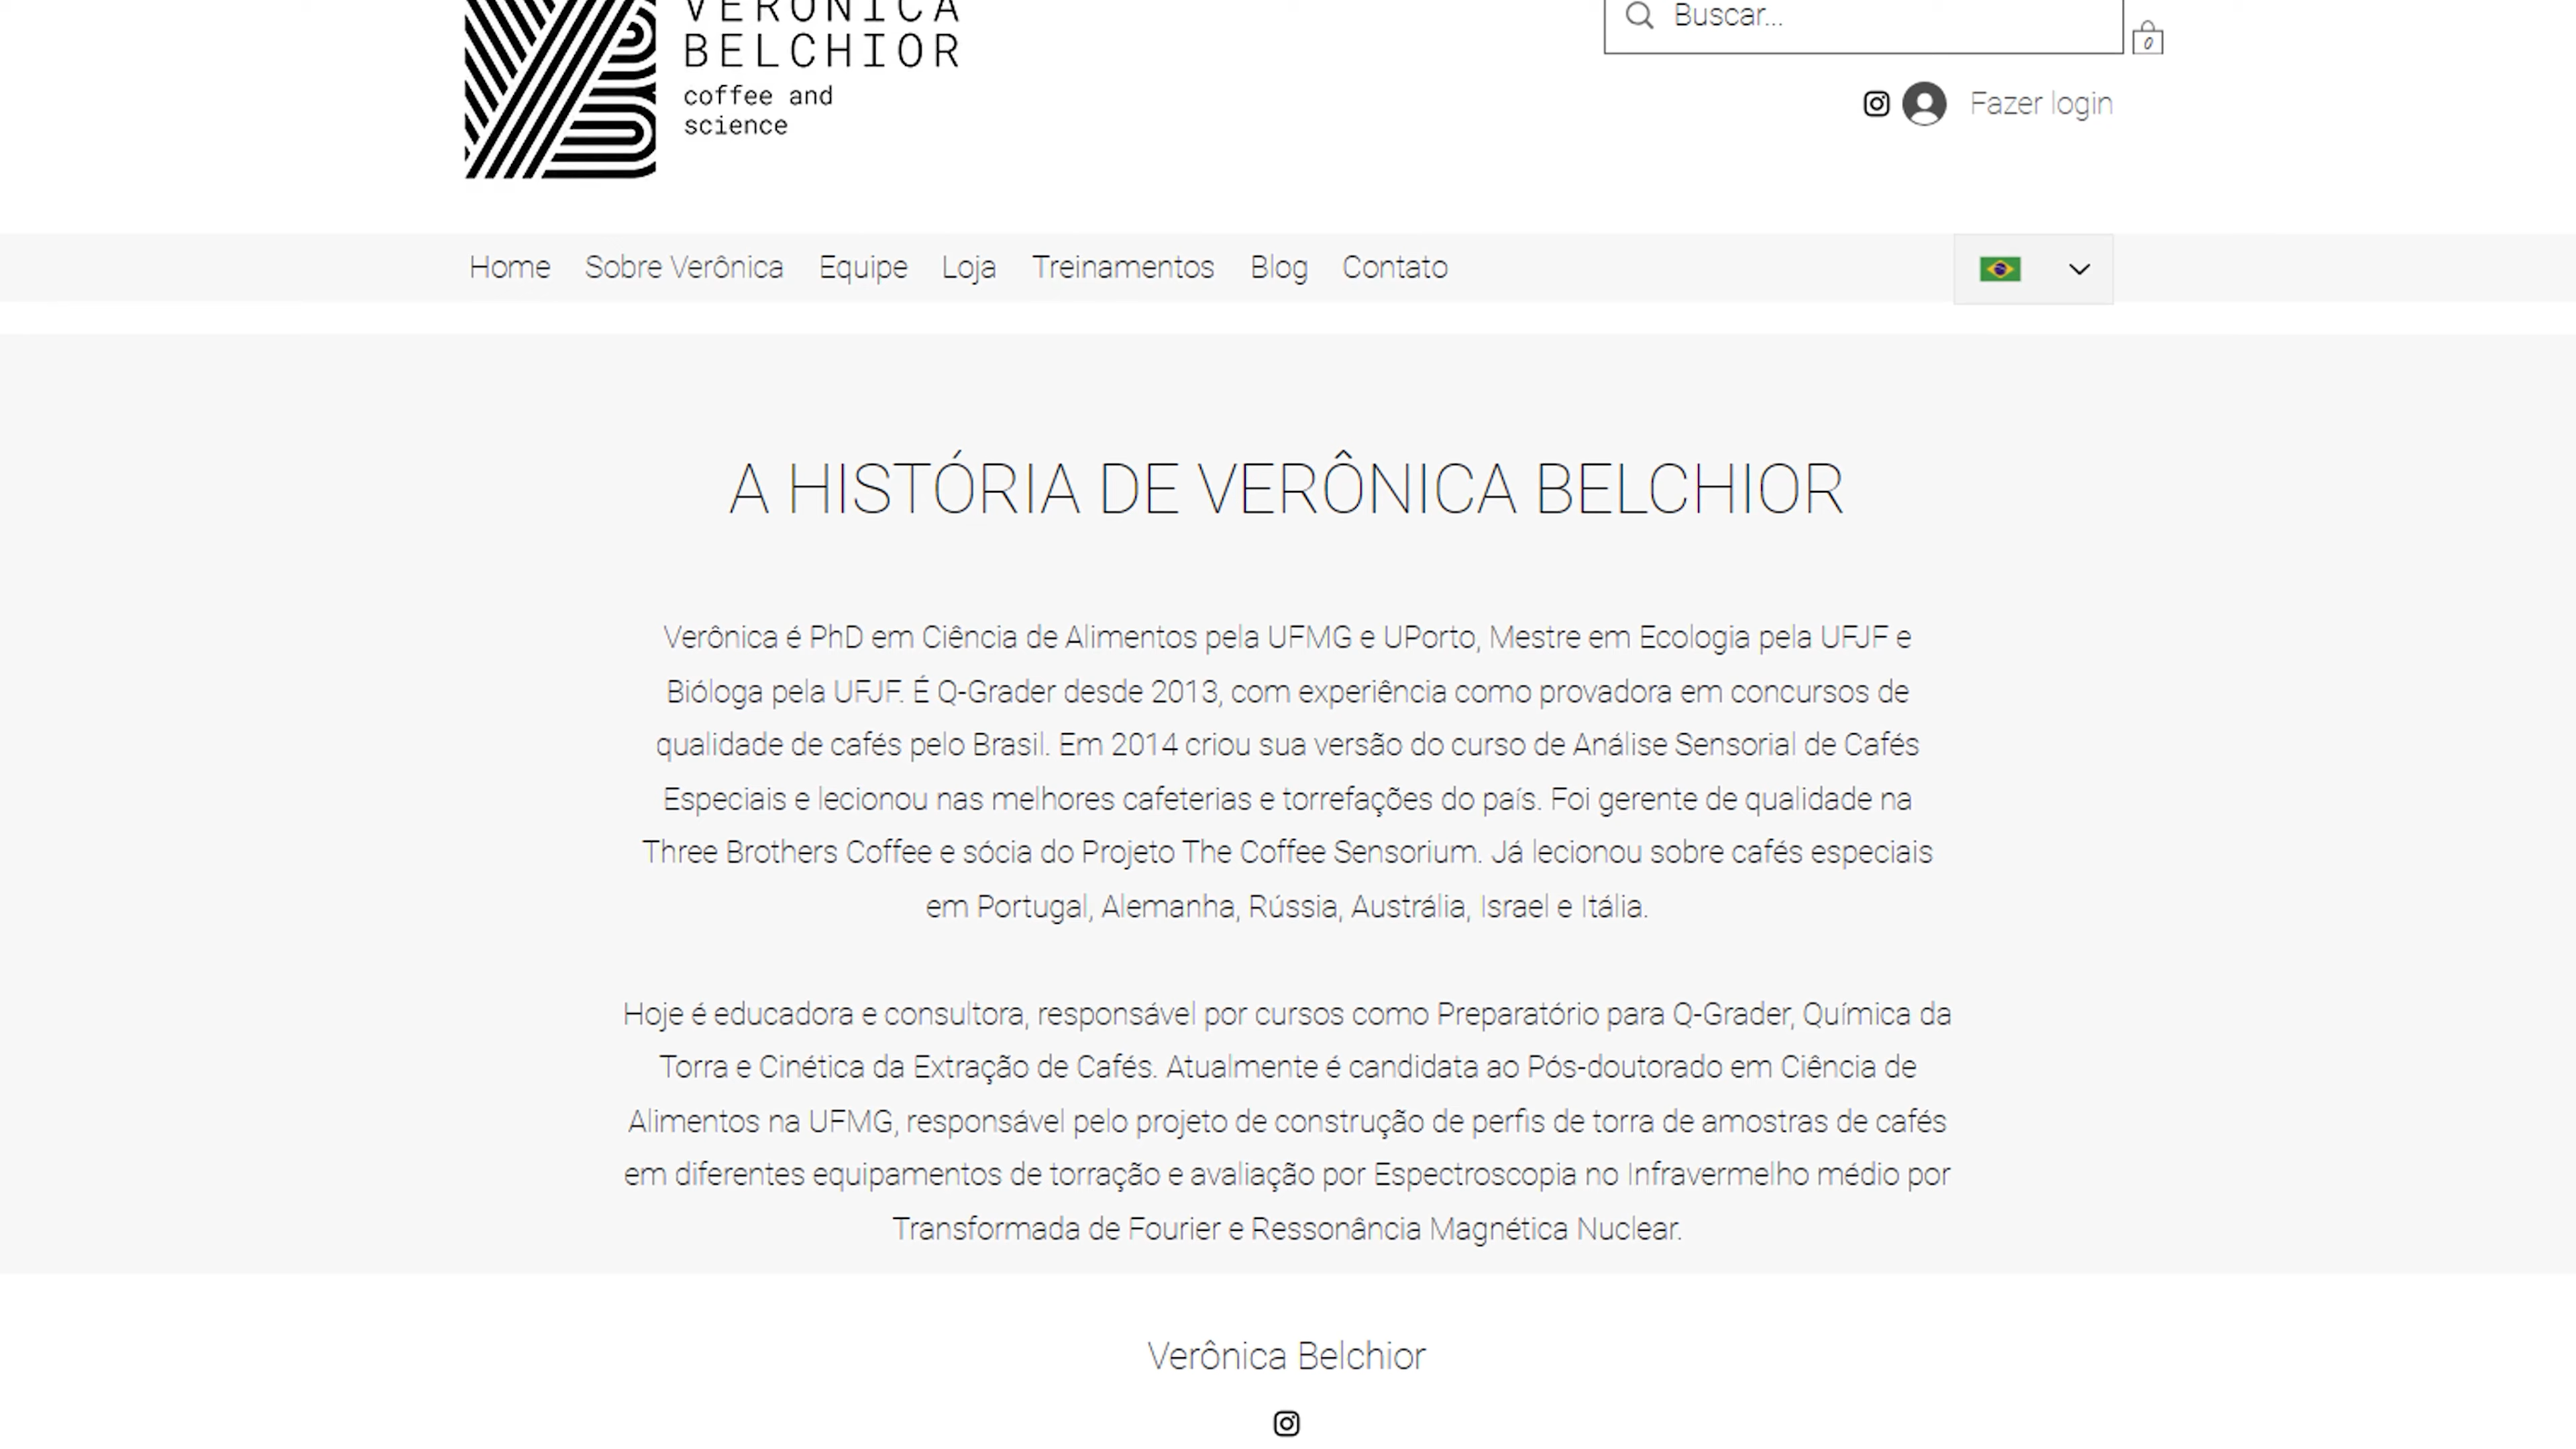 VERÔNICA
BELCHIOR
coffee and
science
Buscar...
0
Fazer login
Home Sobre Verônica Equipe Loja Treinamentos Blog Contato
A HISTÓRIA DE VERÔNICA BELCHIOR
Verônica é PhD em Ciência de Alimentos pela UFMG e UPorto, Mestre em Ecologia pela UFJF e
Bióloga pela UFJF. É Q-Grader desde 2013, com experiência como provadora em concursos de
qualidade de cafés pelo Brasil. Em 2014 criou sua versão do curso de Análise Sensorial de Cafés
Especiais e lecionou nas melhores cafeterias e torrefações do país. Foi gerente de qualidade na
Three Brothers Coffee e sócia do Projeto The Coffee Sensorium. Já lecionou sobre cafés especiais
em Portugal, Alemanha, Rússia, Austrália, Israel e Itália.
Hoje é educadora e consultora, responsável por cursos como Preparatório para Q-Grader, Química da
Torra e Cinética da Extração de Cafés. Atualmente é candidata ao Pós-doutorado em Ciência de
Alimentos na UFMG, responsável pelo projeto de construção de perfis de torra de amostras de cafés
em diferentes equipamentos de torração e avaliação por Espectroscopia no Infravermelho médio por
Transformada de Fourier e Ressonância Magnética Nuclear.
Verônica Belchior